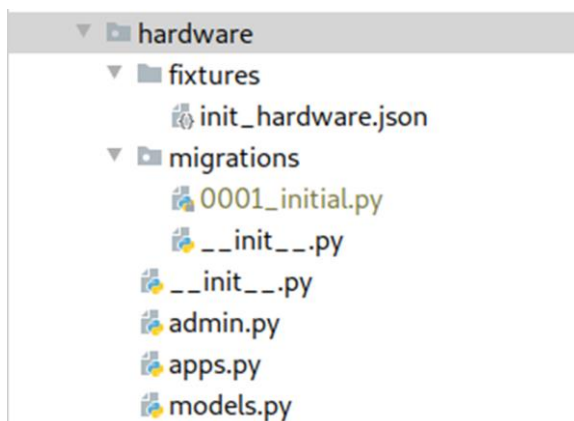 hardware
fixtures
init_hardware.json
migrations
0001_initial.py
__init__.py
__init__.py
admin.py
apps.py
models.py